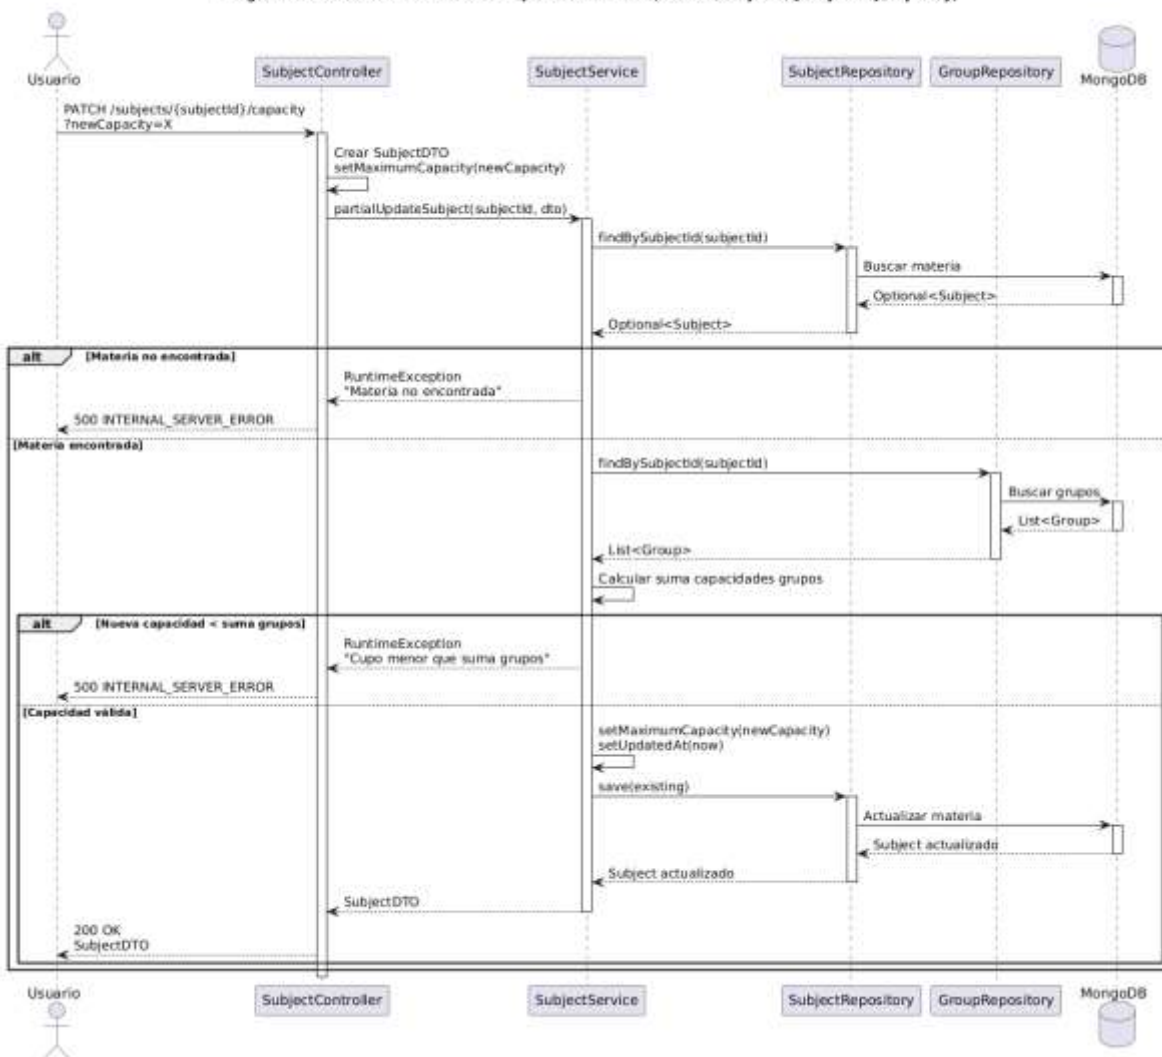 Usuario
SubjectController
SubjectService
SubjectRepository
GroupRepository
MongoDB
PATCH /subjects/{subjectId}/capacity
?newCapacity=X
Crear SubjectDTO
setMaximumCapacity(newCapacity)
partialUpdateSubject(subjectId, dto)
findBySubjectId(subjectId)
Buscar materia
Optional<Subject>
Optional<Subject>
alt [Materia no encontrada]
RuntimeException
"Materia no encontrada"
500 INTERNAL_SERVER_ERROR
[Materia encontrada]
findBySubjectId(subjectId)
Buscar grupos
List<Group>
List<Group>
Calcular suma capacidades grupos
alt [Nueva capacidad < suma grupos]
RuntimeException
"Cupo menor que suma grupos"
500 INTERNAL_SERVER_ERROR
[Capacidad válida]
setMaximumCapacity(newCapacity)
setUpdatedAt(now)
save(existing)
Actualizar materia
Subject actualizado
Subject actualizado
SubjectDTO
200 OK
SubjectDTO
Usuario
SubjectController
SubjectService
SubjectRepository
GroupRepository
MongoDB